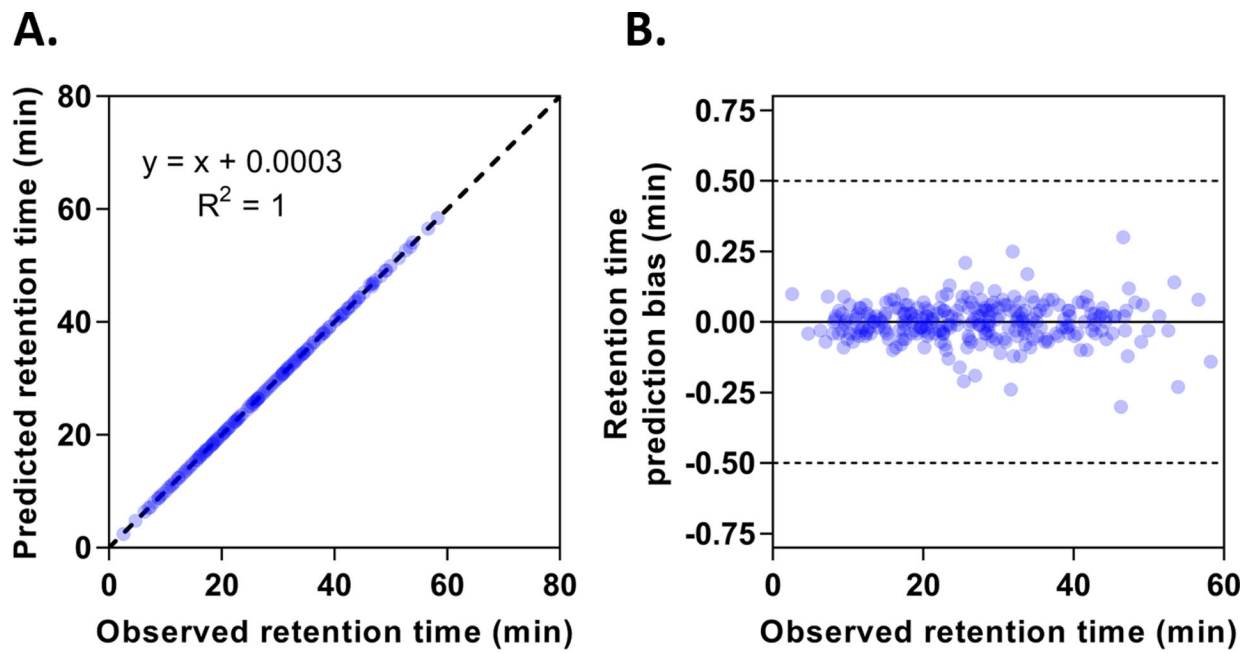 A.
B.
Predicted retention time (min)
80
60
40
20
0
y = x + 0.0003
R² = 1
0 20 40 60 80
Observed retention time (min)
Retention time
prediction bias (min)
0.75
0.50
0.25
0.00
-0.25
-0.50
-0.75
0 20 40 60
Observed retention time (min)